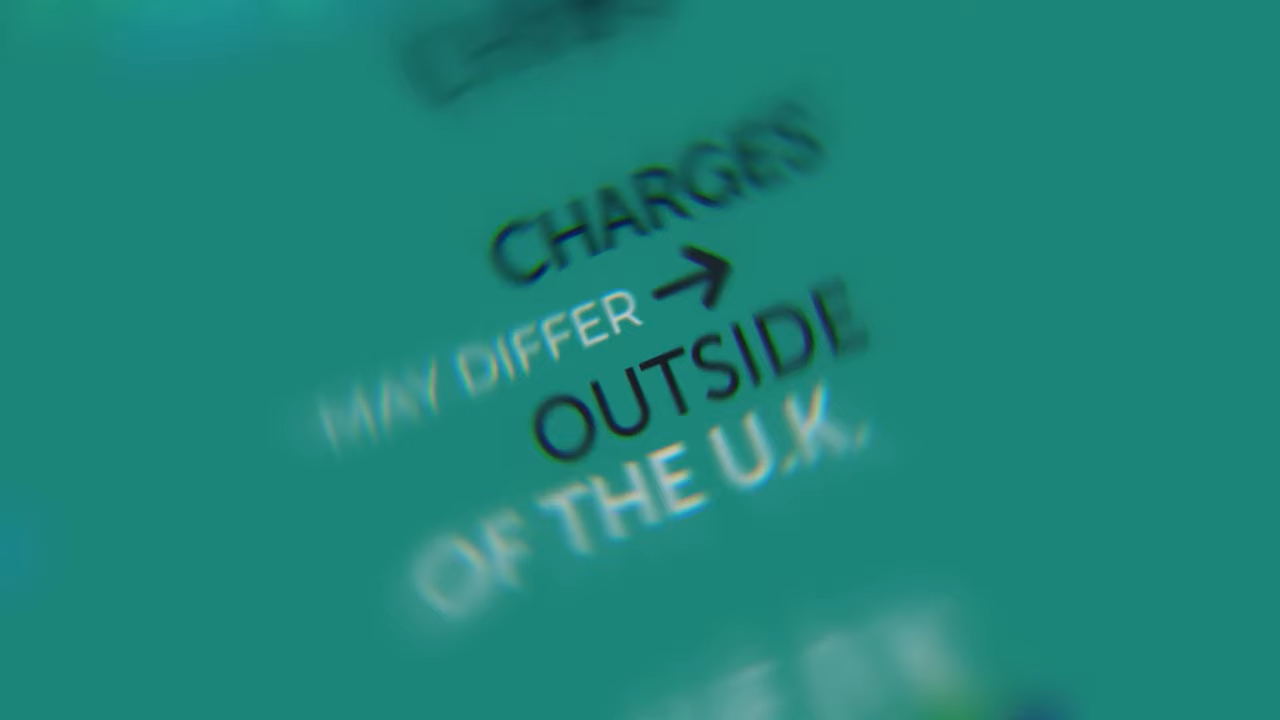 CHARGES
MAY DIFFER →
OUTSIDE
OF THE U.K.